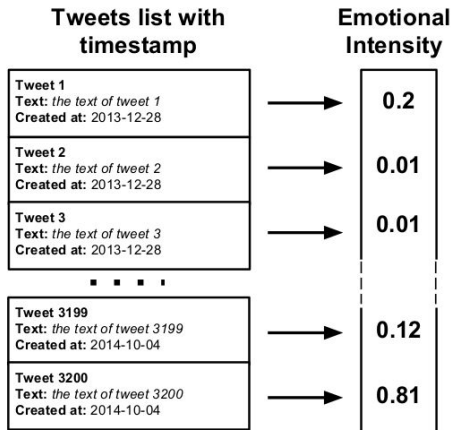 Tweets list with
timestamp
Emotional
Intensity
Tweet 1
Text: the text of tweet 1
Created at: 2013-12-28
0.2
Tweet 2
Text: the text of tweet 2
Created at: 2013-12-28
0.01
Tweet 3
Text: the text of tweet 3
Created at: 2013-12-28
0.01
Tweet 3199
Text: the text of tweet 3199
Created at: 2014-10-04
0.12
Tweet 3200
Text: the text of tweet 3200
Created at: 2014-10-04
0.81